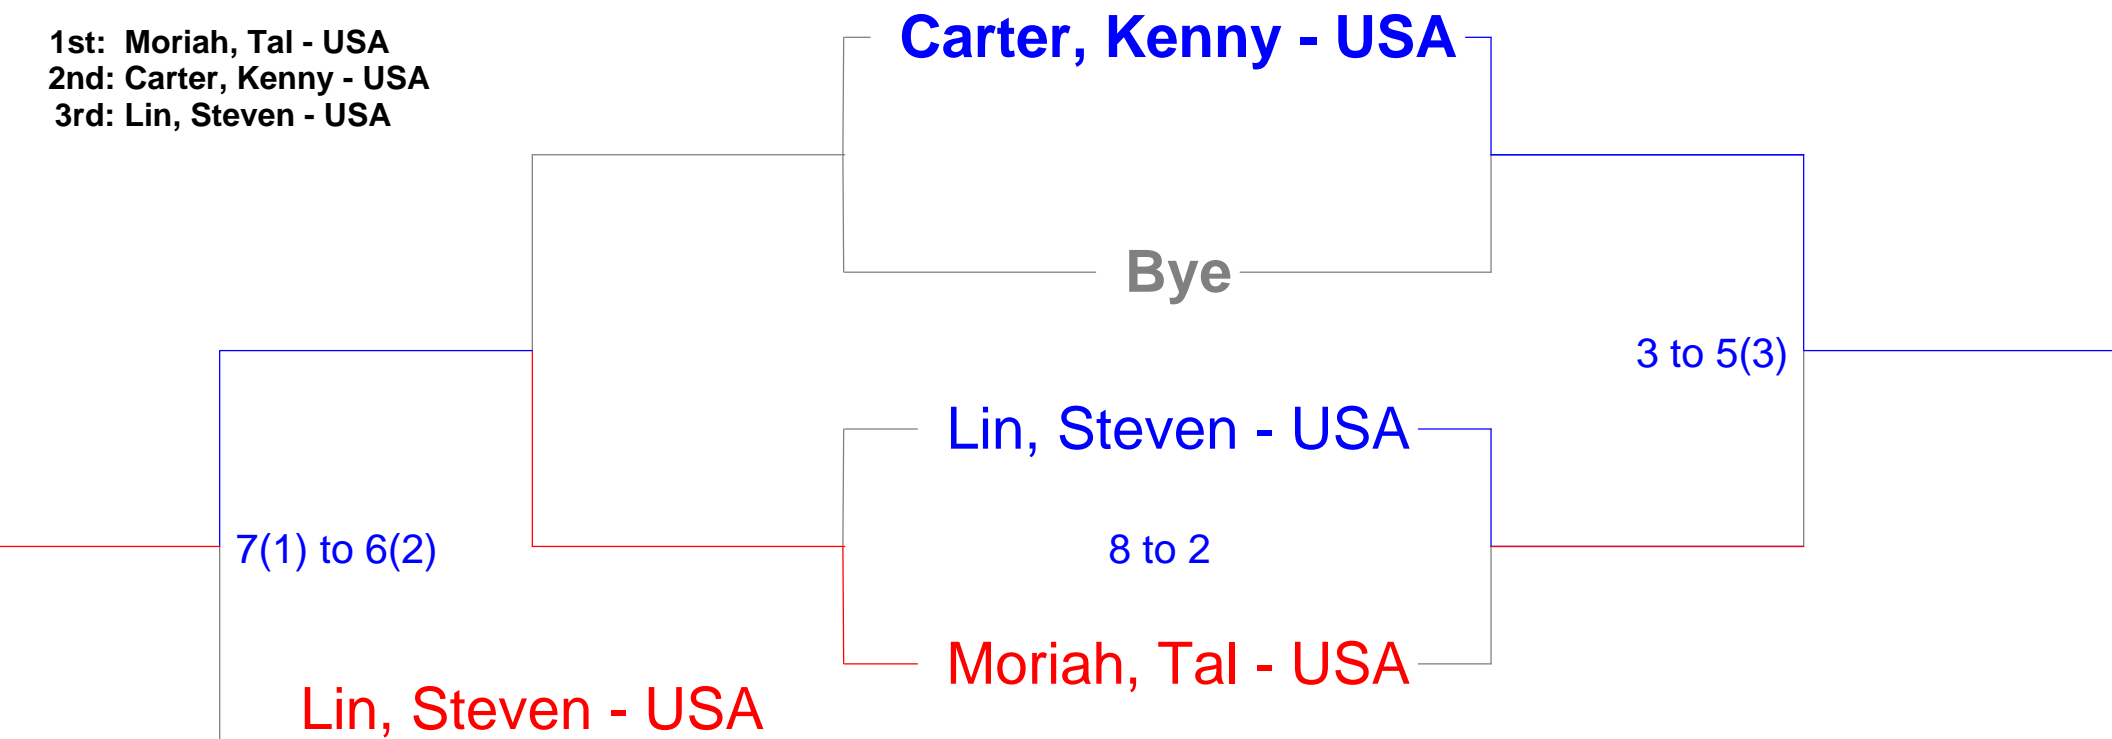 1st: Moriah, Tal - USA
2nd: Carter, Kenny - USA
3rd: Lin, Steven - USA
Carter, Kenny - USA
Bye
3 to 5(3)
Lin, Steven - USA
7(1) to 6(2)
8 to 2
Moriah, Tal - USA
Lin, Steven - USA